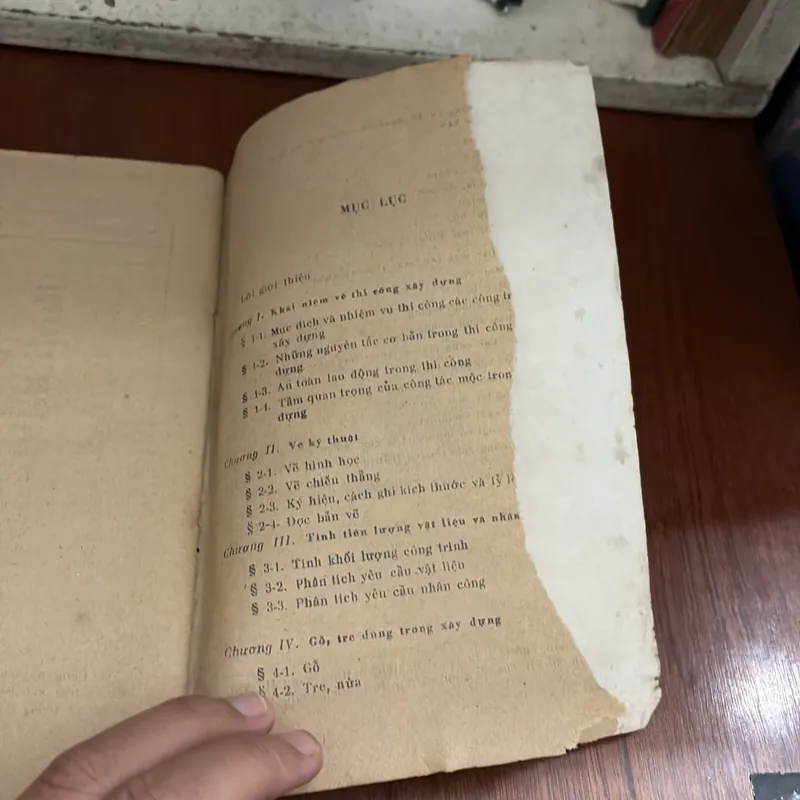 MỤC LỤC
Lời giới thiệu
Chương I. Khái niệm về thi công xây dựng
§ 1-1. Mục đích và nhiệm vụ thi công các công tr
xây dựng
§ 1-2. Những nguyên tắc cơ bản trong thi công
dựng
§ 1-3. An toàn lao động trong thi công
§ 1-4. Tầm quan trọng của công tác mộc tron
dựng
Chương II. Vẽ kỹ thuật
§ 2-1. Vẽ hình học
§ 2-2. Vẽ chiếu thẳng
§ 2-3. Ký hiệu, cách ghi kích thước và tỷ lệ
§ 2-4. Đọc bản vẽ
Chương III. Tính tiên lượng vật liệu và nhân
§ 3-1. Tính khối lượng công trình
§ 3-2. Phân tích yêu cầu vật liệu
§ 3-3. Phân tích yêu cầu nhân công
Chương IV. Gỗ, tre dùng trong xây dựng
§ 4-1. Gỗ
§ 4-2. Tre, nứa